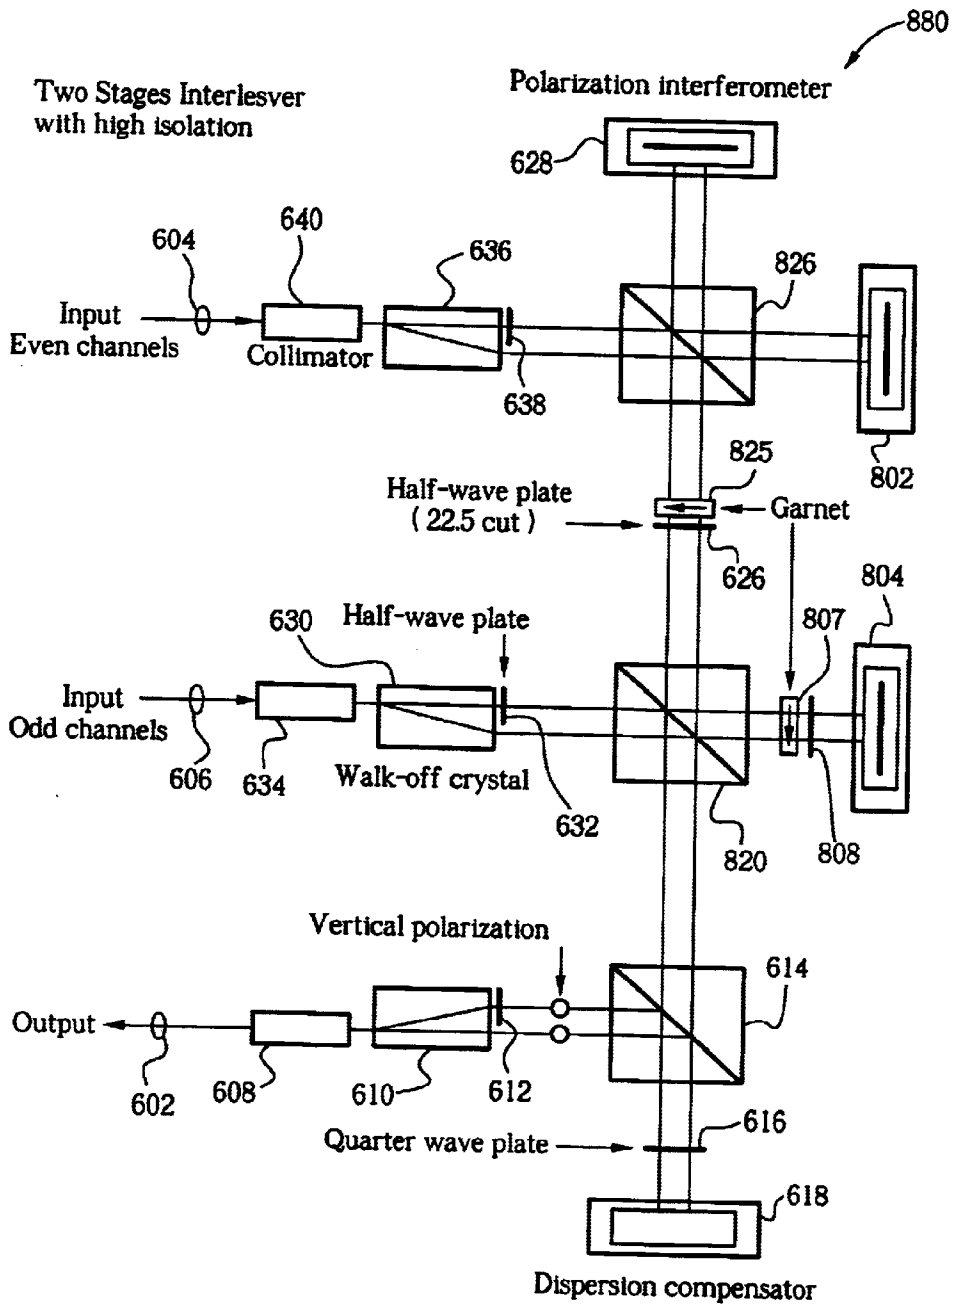 880
Two Stages Interlesver
with high isolation
Polarization interferometer
628
640
604
636
826
Input
Even channels
Collimator
638
802
825
Half-wave plate
(22.5 cut)
Garnet
626
804
630
Half-wave plate
807
Input
Odd channels
606
634
Walk-off crystal
632
820
808
Vertical polarization
614
Output
602
608
610
612
616
Quarter wave plate
618
Dispersion compensator